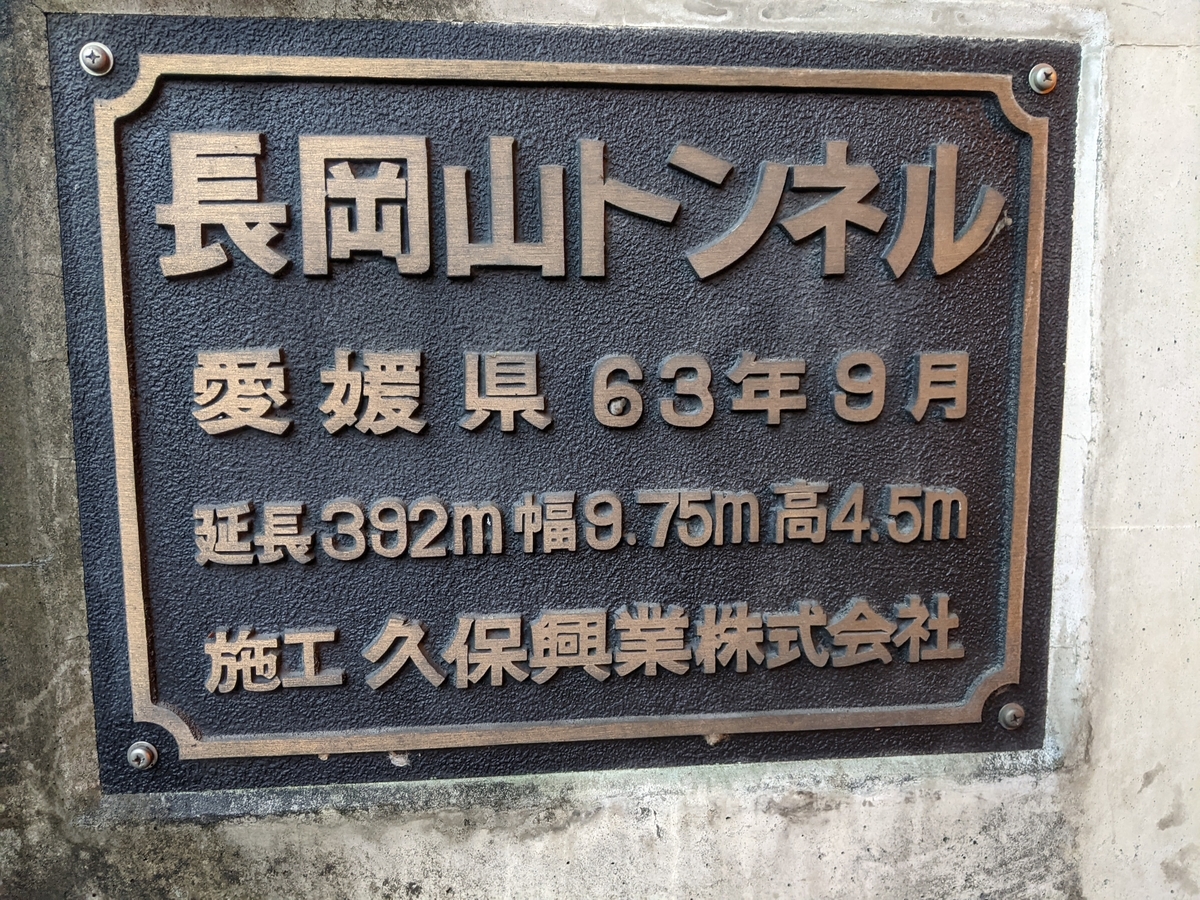 長岡山トンネル
愛媛県 63年9月
延長392m 幅9.75m 高4.5m
施工 久保興業株式会社